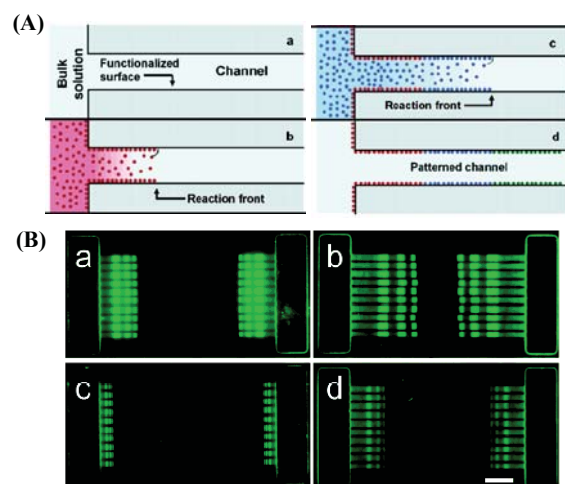 (A)
a
Bulk
solution
Functionalized
surface
Channel
b
Reaction front
c
Reaction front
d
Patterned channel
(B)
a
b
c
d